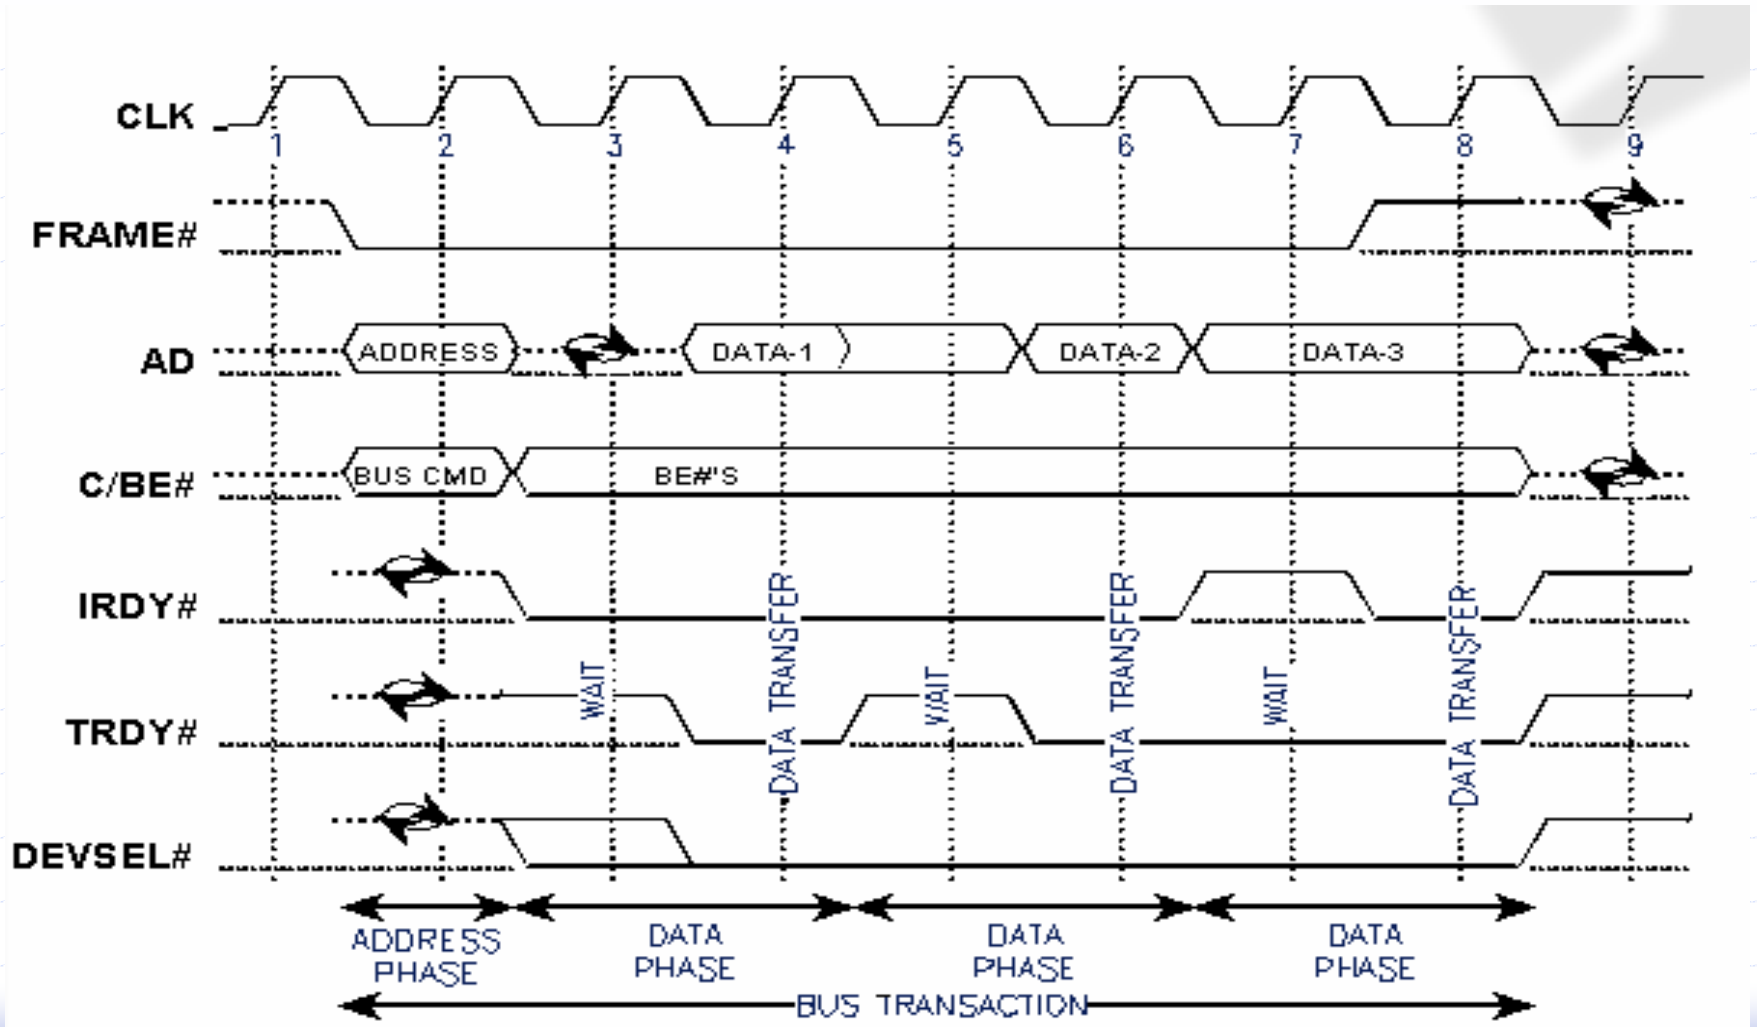 CLK
1 2 3 4 5 6 7 8 9
FRAME#
AD
ADDRESS DATA-1 DATA-2 DATA-3
C/BE#
BUS CMD BE#'S
IRDY#
TRDY#
WAIT
DATA TRANSFER
WAIT
DATA TRANSFER
WAIT
DATA TRANSFER
DEVSEL#
ADDRESS
PHASE
DATA
PHASE
DATA
PHASE
DATA
PHASE
BUS TRANSACTION